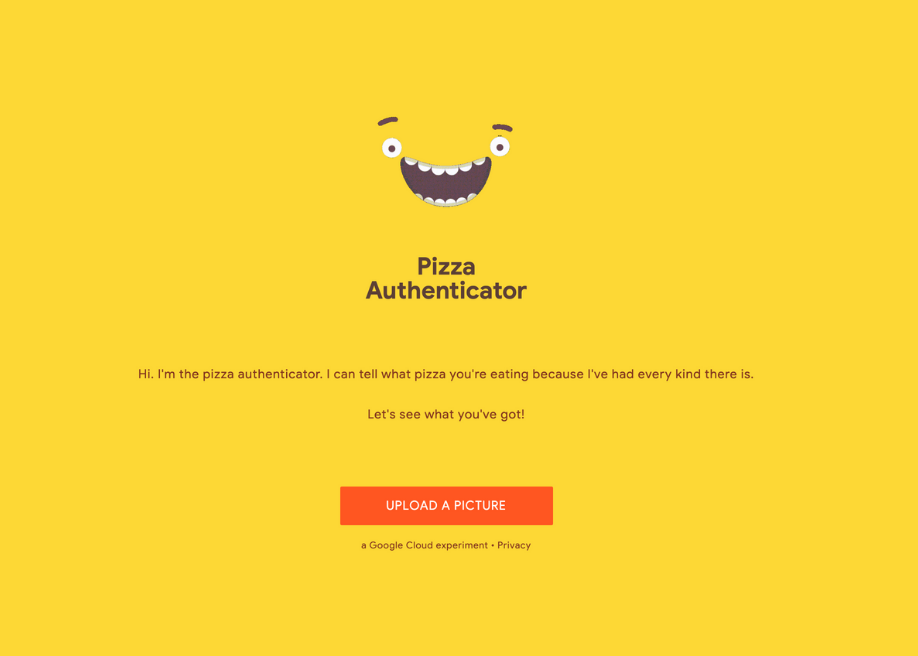 Pizza
Authenticator
Hi. I'm the pizza authenticator. I can tell what pizza you're eating because I've had every kind there is.
Let's see what you've got!
UPLOAD A PICTURE
a Google Cloud experiment • Privacy